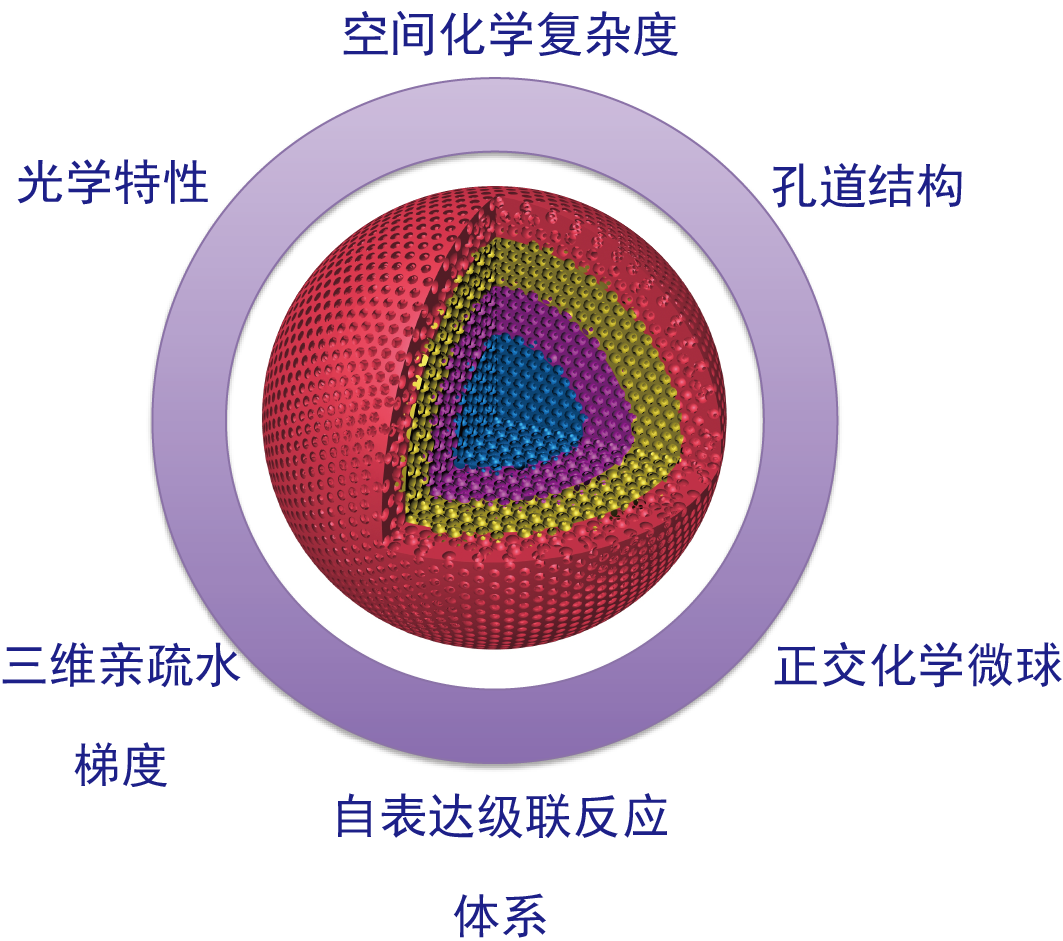 空间化学复杂度
光学特性
孔道结构
三维亲疏水
梯度
正交化学微球
自表达级联反应
体系